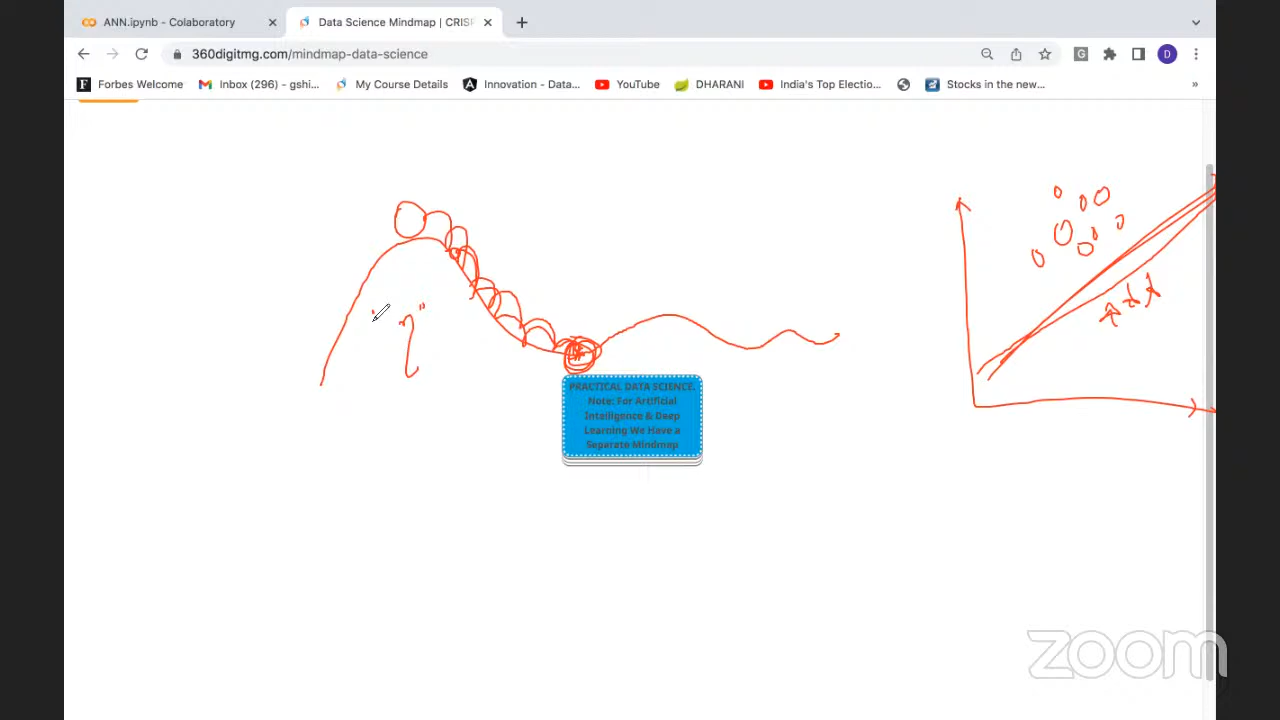 ANN.ipynb - Colaboratory
Data Science Mindmap | CRISP
360digitmg.com/mindmap-data-science
G
D
Forbes Welcome
Inbox (296) - gshi...
My Course Details
Innovation - Data...
YouTube
DHARANI
India's Top Electio...
Stocks in the new...
»
"η"
PRACTICAL DATA SCIENCE.
Note: For Artificial
Intelligence & Deep
Learning We Have a
Separate Mindmap
zoom